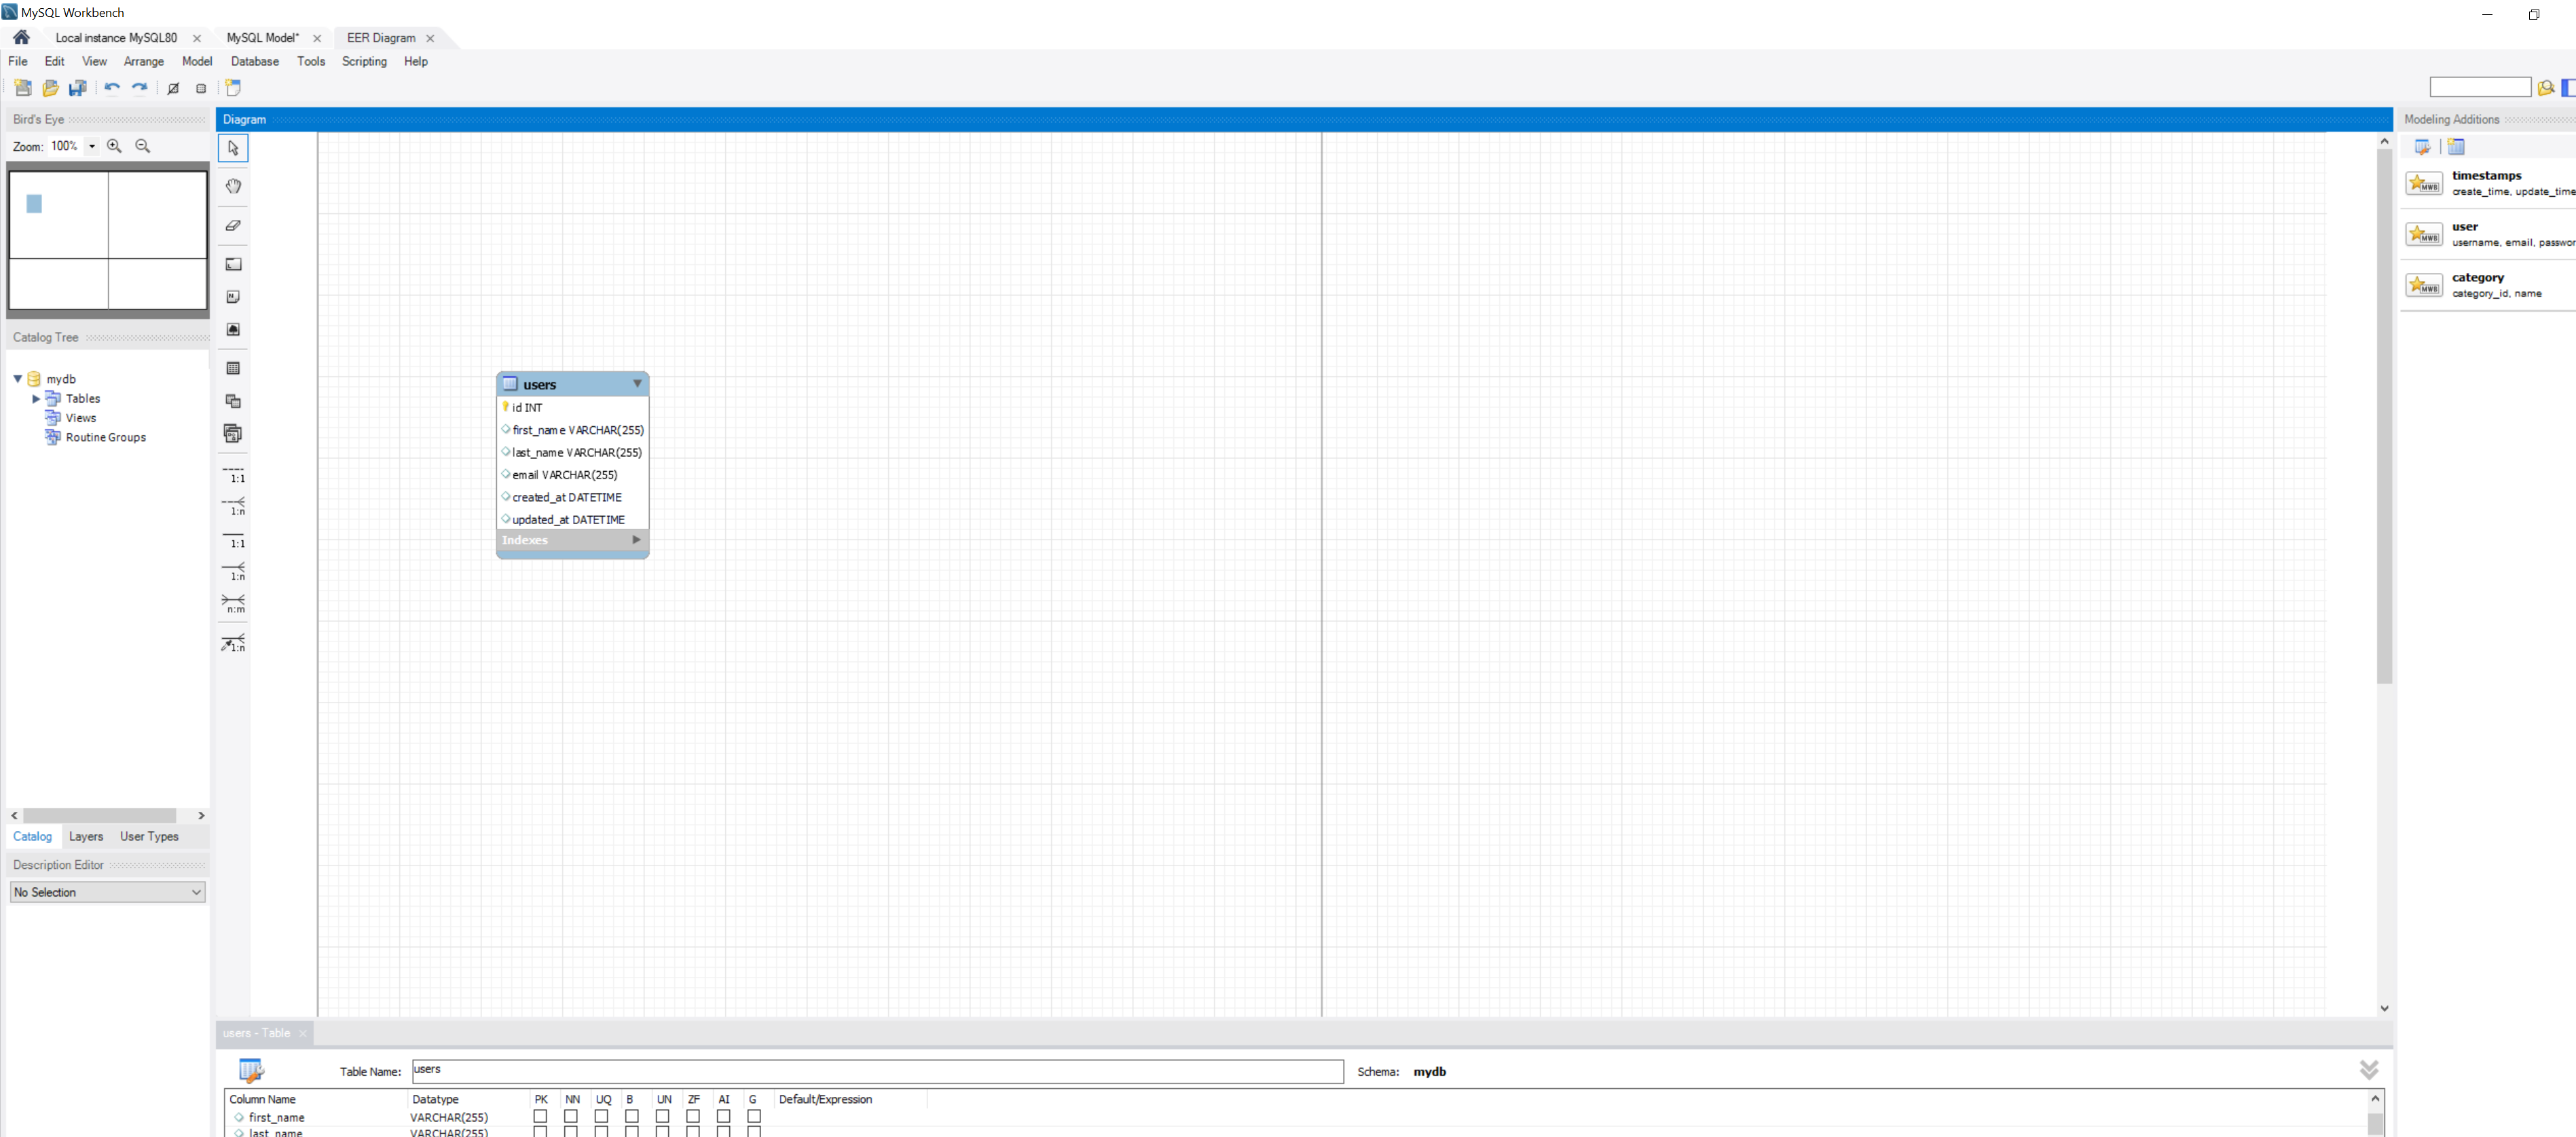 MySQL Workbench
Local instance MySQL80
MySQL Model*
EER Diagram
File Edit View Arrange Model Database Tools Scripting Help
Bird's Eye
Diagram
Modeling Additions
Zoom: 100%
timestamps
create_time, update_time
user
username, email, passwor
category
category_id, name
Catalog Tree
mydb
Tables
Views
Routine Groups
users
id INT
first_name VARCHAR(255)
last_name VARCHAR(255)
email VARCHAR(255)
created_at DATETIME
updated_at DATETIME
Indexes
1:1
1:n
1:1
1:n
n:m
1:n
Catalog Layers User Types
Description Editor
No Selection
users - Table
Table Name: users Schema: mydb
Column Name Datatype PK NN UQ B UN ZF AI G Default/Expression
first_name VARCHAR(255)
last_name VARCHAR(255)